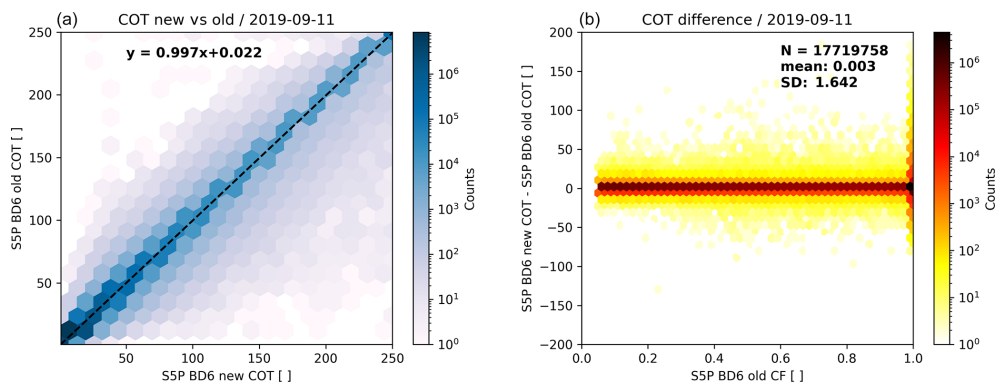 (a)
COT new vs old / 2019-09-11
y = 0.997x+0.022
250
200
150
100
50
S5P BD6 old COT [ ]
50
100
150
200
250
S5P BD6 new COT [ ]
10^6
10^5
10^4
10^3
10^2
10^1
10^0
Counts
(b)
COT difference / 2019-09-11
N = 17719758
mean: 0.003
SD: 1.642
200
150
100
50
0
−50
−100
−150
−200
S5P BD6 new COT - S5P BD6 old COT [ ]
0.0
0.2
0.4
0.6
0.8
1.0
S5P BD6 old CF [ ]
10^6
10^5
10^4
10^3
10^2
10^1
10^0
Counts